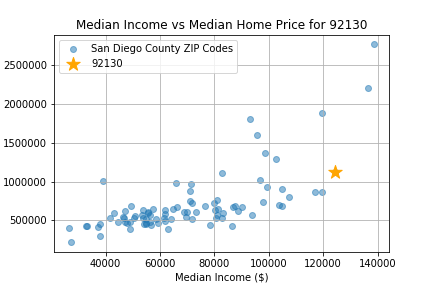 Median Income vs Median Home Price for 92130
San Diego County ZIP Codes
92130
2500000
2000000
1500000
1000000
500000
40000 60000 80000 100000 120000 140000
Median Income ($)